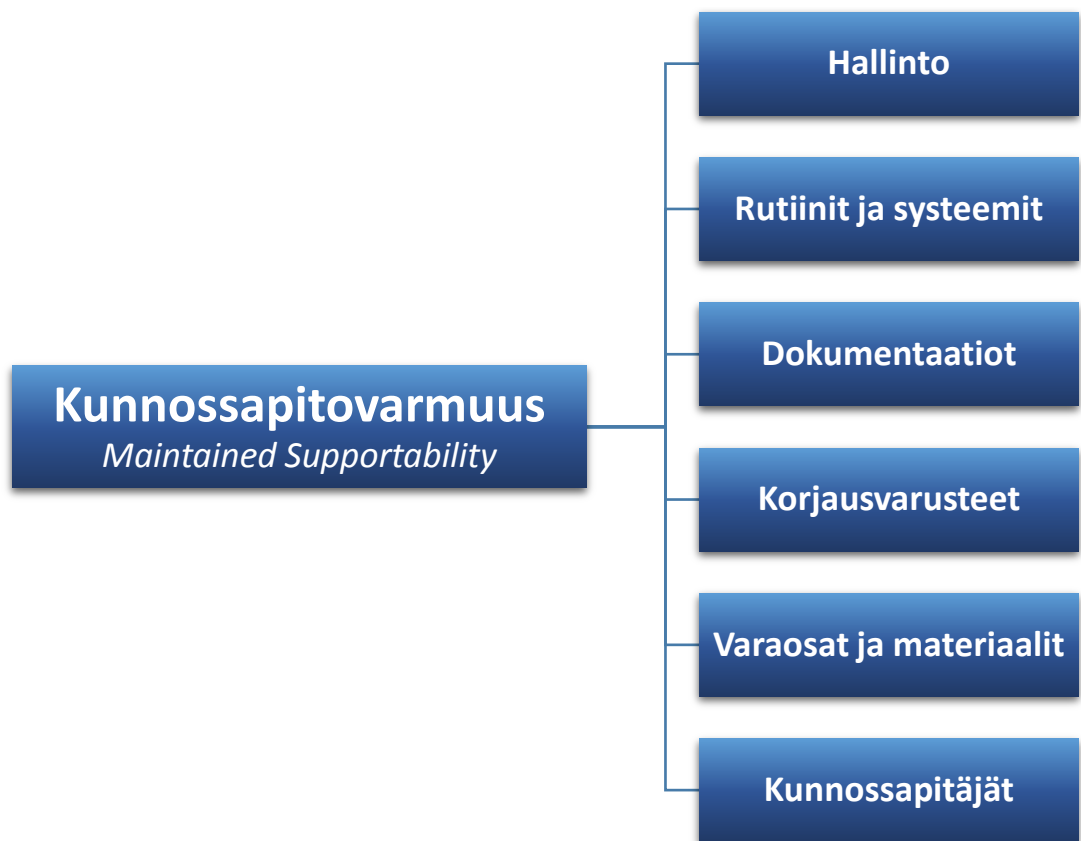 Hallinto
Rutiinit ja systeemit
Dokumentaatiot
Kunnossapitovarmuus
Maintained Supportability
Korjausvarusteet
Varaosat ja materiaalit
Kunnossapitäjät